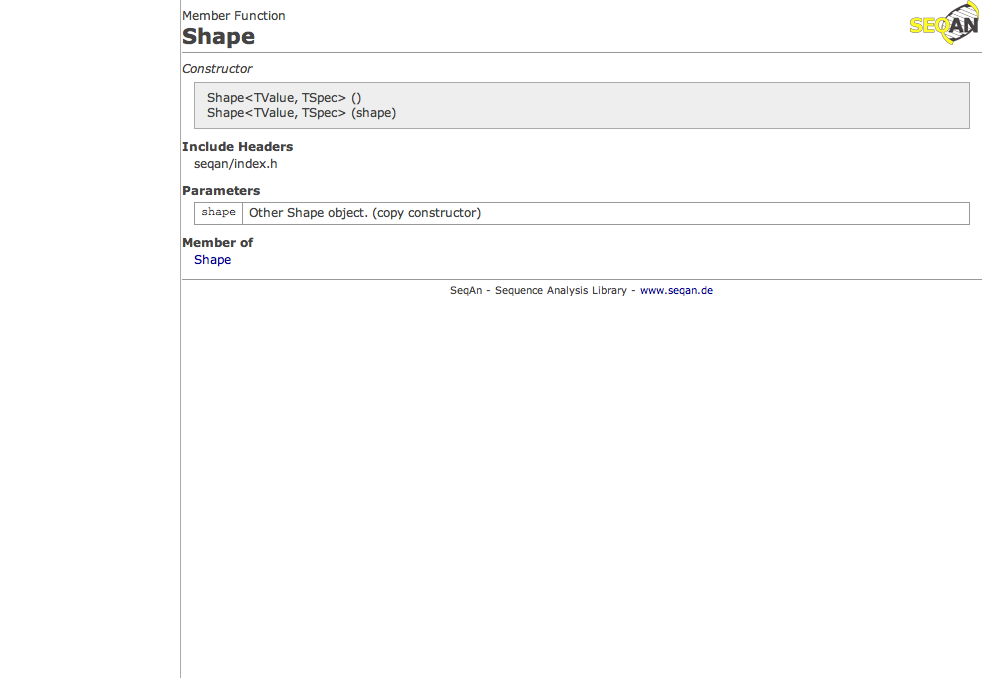 Member Function
SEQAN
Shape
Constructor
Shape<TValue, TSpec> ()
Shape<TValue, TSpec> (shape)
Include Headers
seqan/index.h
Parameters
shape Other Shape object. (copy constructor)
Member of
Shape
SeqAn - Sequence Analysis Library - www.seqan.de